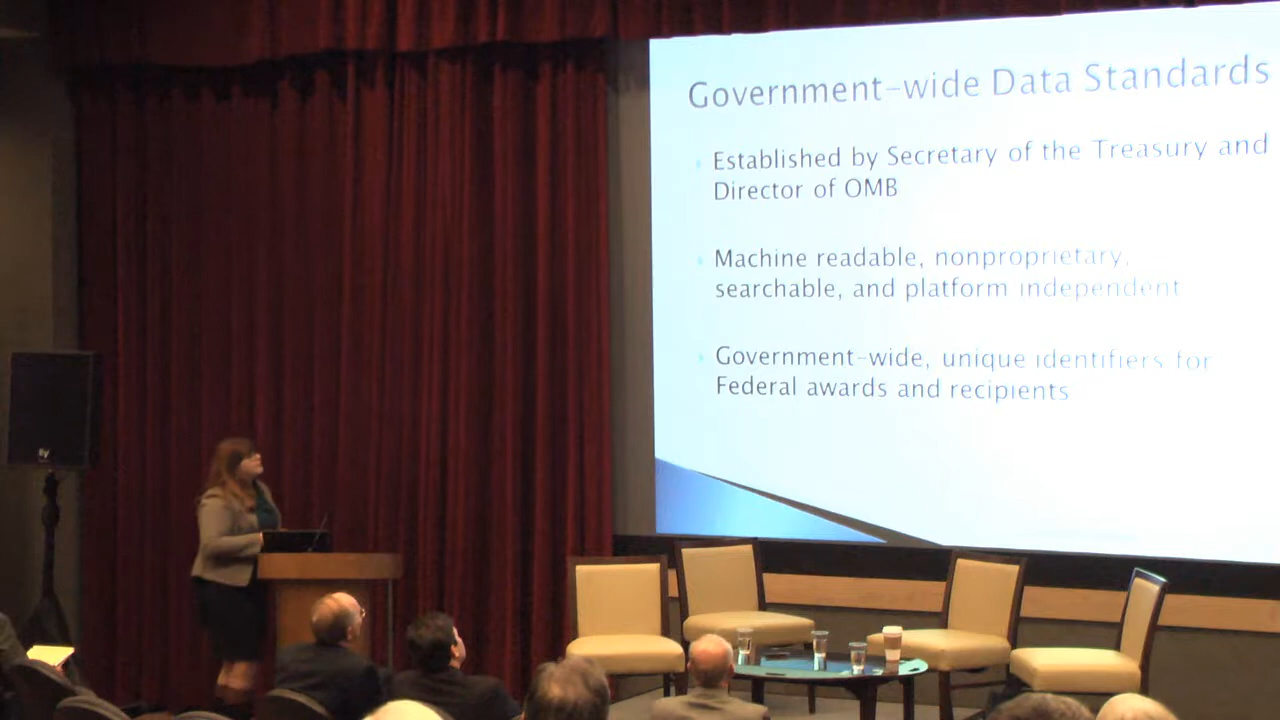 Government-wide Data Standards
Established by Secretary of the Treasury and
Director of OMB
Machine readable, nonproprietary,
searchable, and platform independent
Government-wide, unique identifiers for
Federal awards and recipients